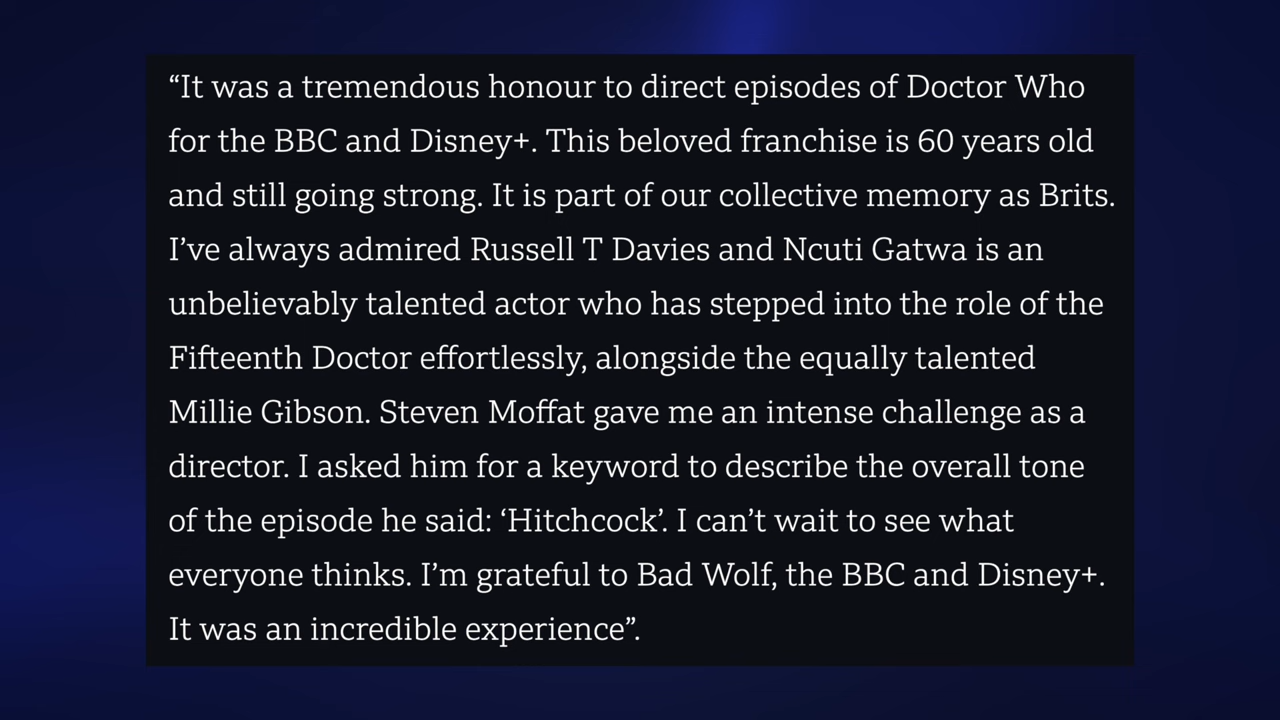 “It was a tremendous honour to direct episodes of Doctor Who
for the BBC and Disney+. This beloved franchise is 60 years old
and still going strong. It is part of our collective memory as Brits.
I’ve always admired Russell T Davies and Ncuti Gatwa is an
unbelievably talented actor who has stepped into the role of the
Fifteenth Doctor effortlessly, alongside the equally talented
Millie Gibson. Steven Moffat gave me an intense challenge as a
director. I asked him for a keyword to describe the overall tone
of the episode he said: ‘Hitchcock’. I can’t wait to see what
everyone thinks. I’m grateful to Bad Wolf, the BBC and Disney+.
It was an incredible experience”.